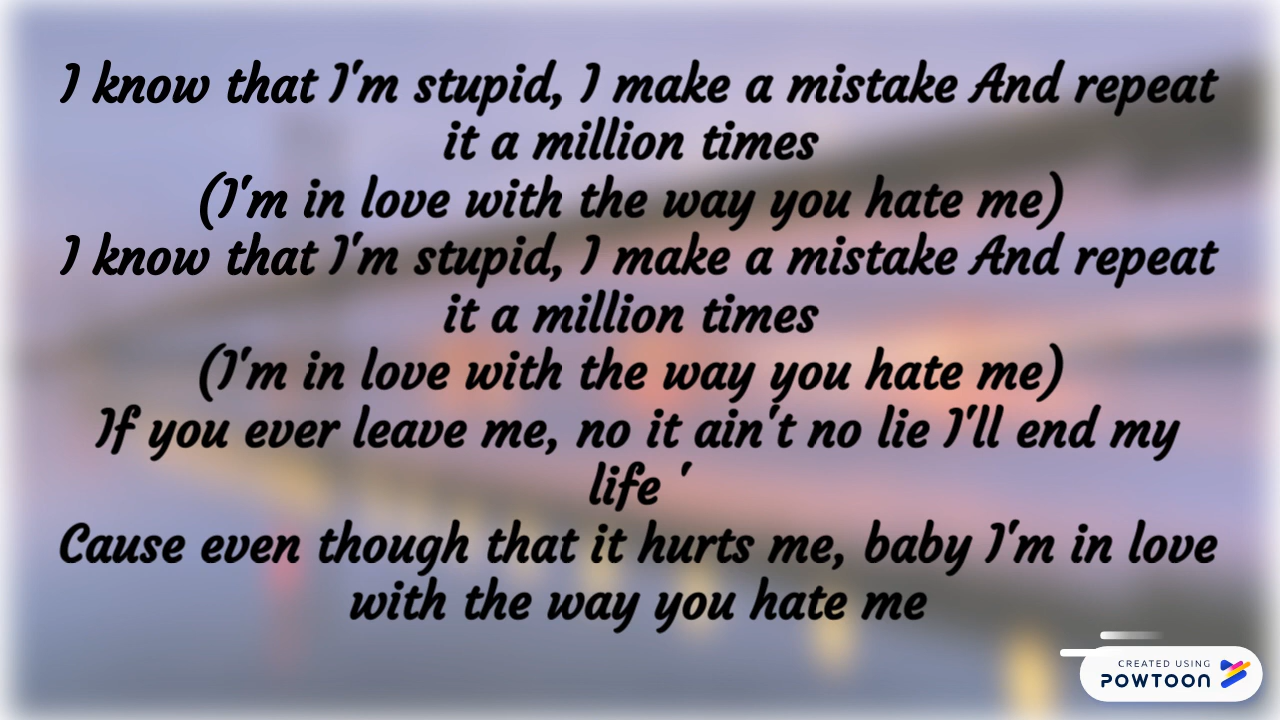 I know that I'm stupid, I make a mistake And repeat
it a million times
(I'm in love with the way you hate me)
I know that I'm stupid, I make a mistake And repeat
it a million times
(I'm in love with the way you hate me)
If you ever leave me, no it ain't no lie I'll end my
life '
Cause even though that it hurts me, baby I'm in love
with the way you hate me
CREATED USING
POWTOON